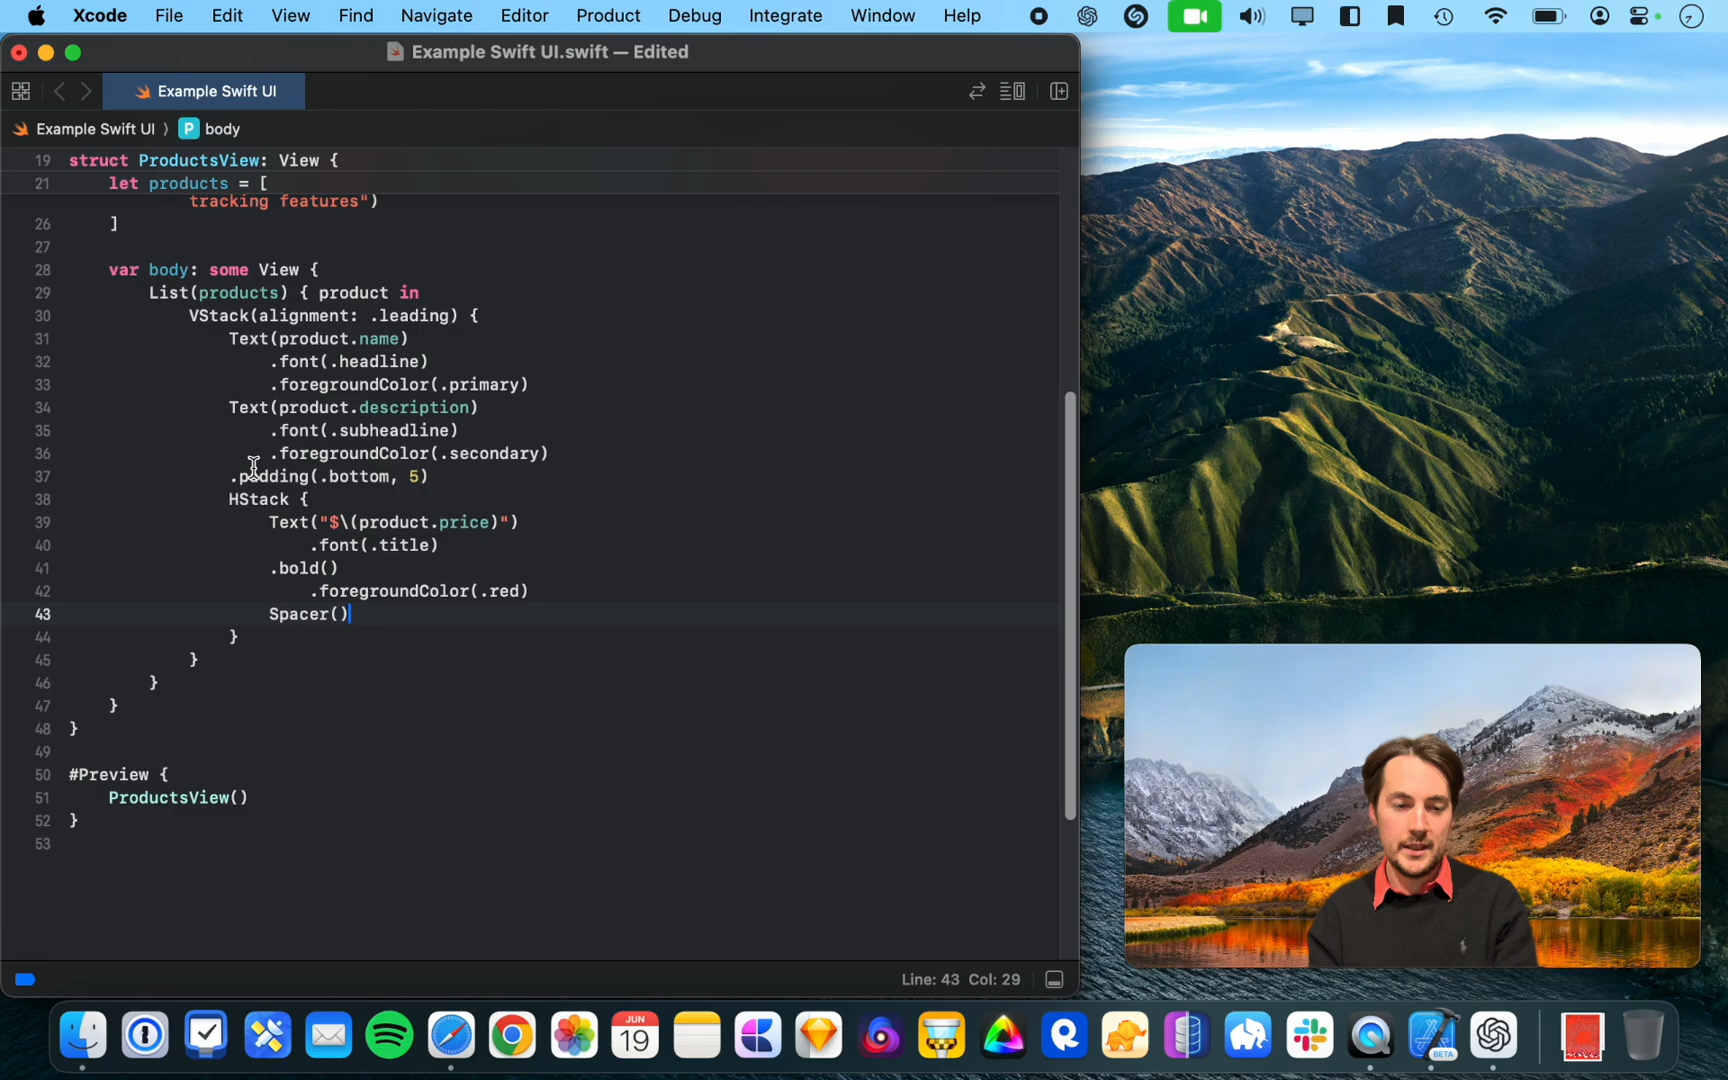 Xcode File Edit View Find Navigate Editor Product Debug Integrate Window Help
Example Swift UI.swift — Edited
Example Swift UI
Example Swift UI 〉 P body
19 struct ProductsView: View {
21 let products = [
tracking features")
26 ]
27
28 var body: some View {
29 List(products) { product in
30 VStack(alignment: .leading) {
31 Text(product.name)
32 .font(.headline)
33 .foregroundColor(.primary)
34 Text(product.description)
35 .font(.subheadline)
36 .foregroundColor(.secondary)
37 .padding(.bottom, 5)
38 HStack {
39 Text("$\(product.price)")
40 .font(.title)
41 .bold()
42 .foregroundColor(.red)
43 Spacer()
44 }
45 }
46 }
47 }
48 }
49
50 #Preview {
51 ProductsView()
52 }
53
Line: 43 Col: 29
JUN
19
BETA